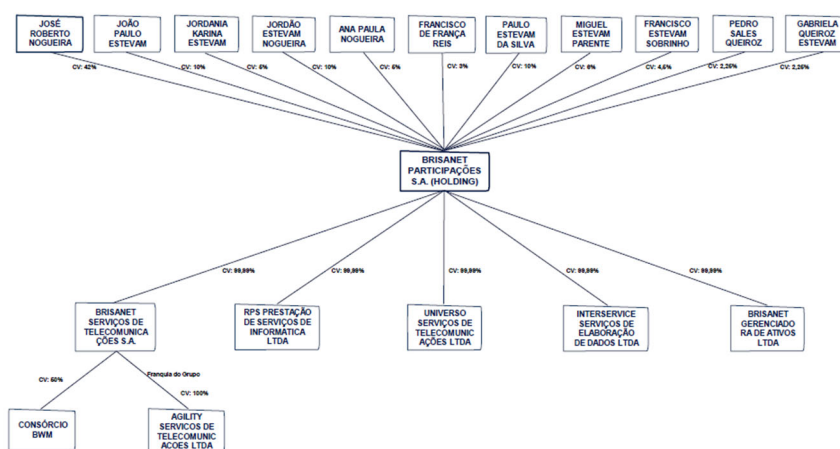 JOSÉ
ROBERTO
NOGUEIRA
JOÃO
PAULO
ESTEVAM
JORDANIA
KARINA
ESTEVAM
JORDÃO
ESTEVAM
NOGUEIRA
ANA PAULA
NOGUEIRA
FRANCISCO
DE FRANÇA
REIS
PAULO
ESTEVAM
DA SILVA
MIGUEL
ESTEVAM
PARENTE
FRANCISCO
ESTEVAM
SOBRINHO
PEDRO
SALES
QUEIROZ
GABRIELA
QUEIROZ
ESTEVAM
CV: 42%
CV: 10%
CV: 5%
CV: 10%
CV: 5%
CV: 3%
CV: 10%
CV: 6%
CV: 4,5%
CV: 2,25%
CV: 2,25%
BRISANET
PARTICIPAÇÕES
S.A. (HOLDING)
CV: 99,99%
CV: 99,99%
CV: 99,99%
CV: 99,99%
CV: 99,99%
BRISANET
SERVIÇOS DE
TELECOMUNICA
ÇÕES S.A.
RPS PRESTAÇÃO
DE SERVIÇOS DE
INFORMATICA
LTDA
UNIVERSO
SERVIÇOS DE
TELECOMUNIC
AÇÕES LTDA
INTERSERVICE
SERVIÇOS DE
ELABORAÇÃO
DE DADOS LTDA
BRISANET
GERENCIADO
RA DE ATIVOS
LTDA
CV: 50%
Franquia do Grupo
CV: 100%
CONSÓRCIO
BWM
AGILITY
SERVICOS DE
TELECOMUNIC
ACOES LTDA